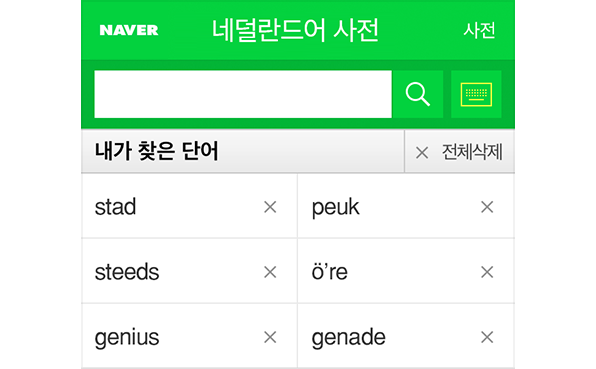 NAVER 네덜란드어 사전 사전
내가 찾은 단어 × 전체삭제
stad × peuk ×
steeds × ö're ×
genius × genade ×